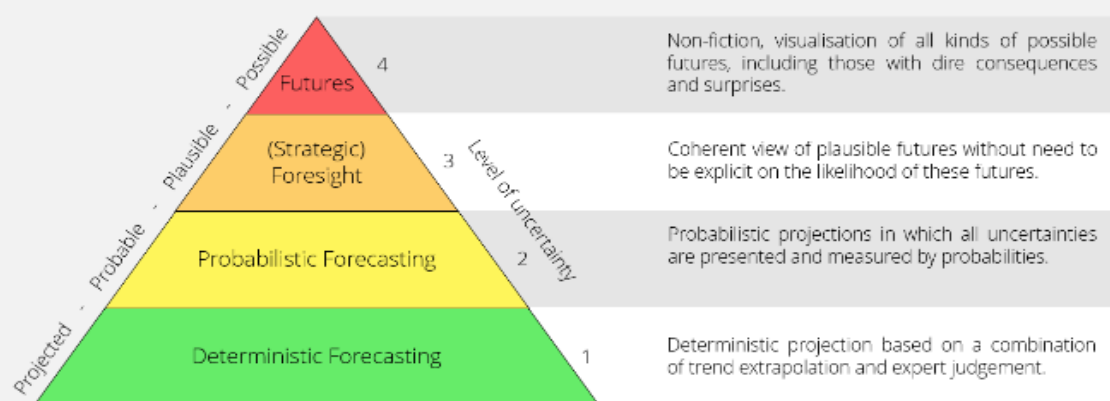 Projected - Probable - Plausible - Possible
Futures
4
Non-fiction, visualisation of all kinds of possible
futures, including those with dire consequences
and surprises.
(Strategic)
Foresight
3
Level of uncertainty
Coherent view of plausible futures without need to
be explicit on the likelihood of these futures.
Probabilistic Forecasting
2
Probabilistic projections in which all uncertainties
are presented and measured by probabilities.
Deterministic Forecasting
1
Deterministic projection based on a combination
of trend extrapolation and expert judgement.